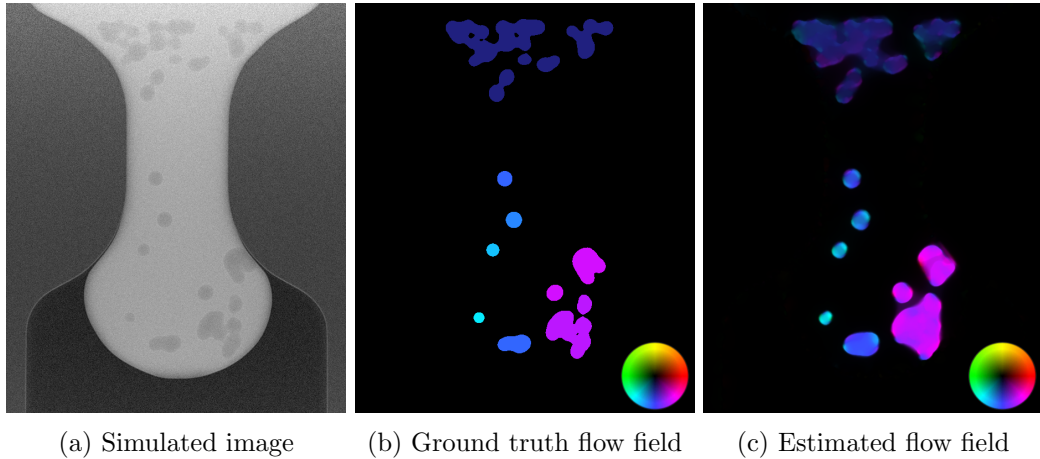 (a) Simulated image
(b) Ground truth flow field
(c) Estimated flow field